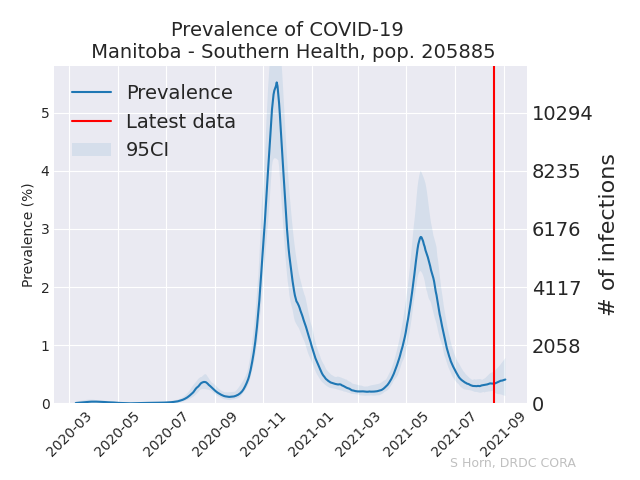 Prevalence of COVID-19
Manitoba - Southern Health, pop. 205885
Prevalence
Latest data
95CI
Prevalence (%)
5
4
3
2
1
0
10294
8235
6176
4117
2058
0
# of infections
2020-03
2020-05
2020-07
2020-09
2020-11
2021-01
2021-03
2021-05
2021-07
2021-09
S Horn, DRDC CORA